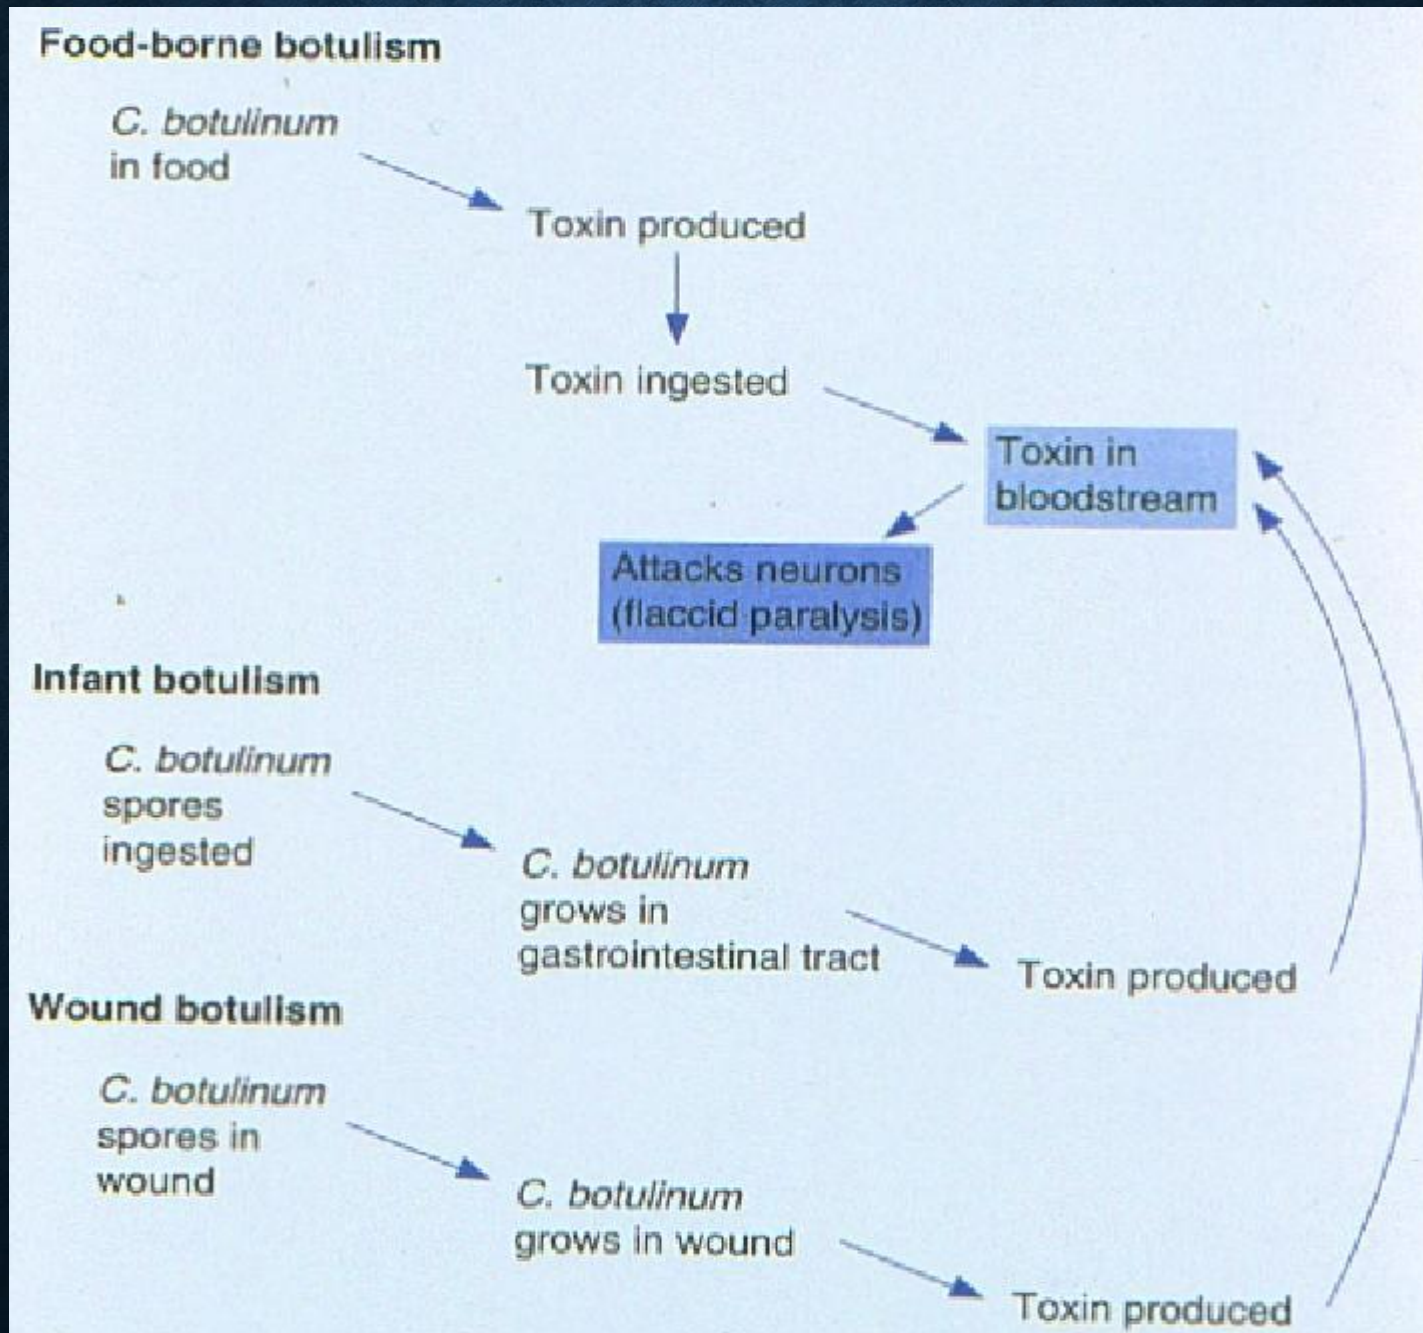 Food-borne botulism
C. botulinum
in food
Toxin produced
Toxin ingested
Toxin in
bloodstream
Attacks neurons
(flaccid paralysis)
Infant botulism
C. botulinum
spores
ingested
C. botulinum
grows in
gastrointestinal tract
Toxin produced
Wound botulism
C. botulinum
spores in
wound
C. botulinum
grows in wound
Toxin produced